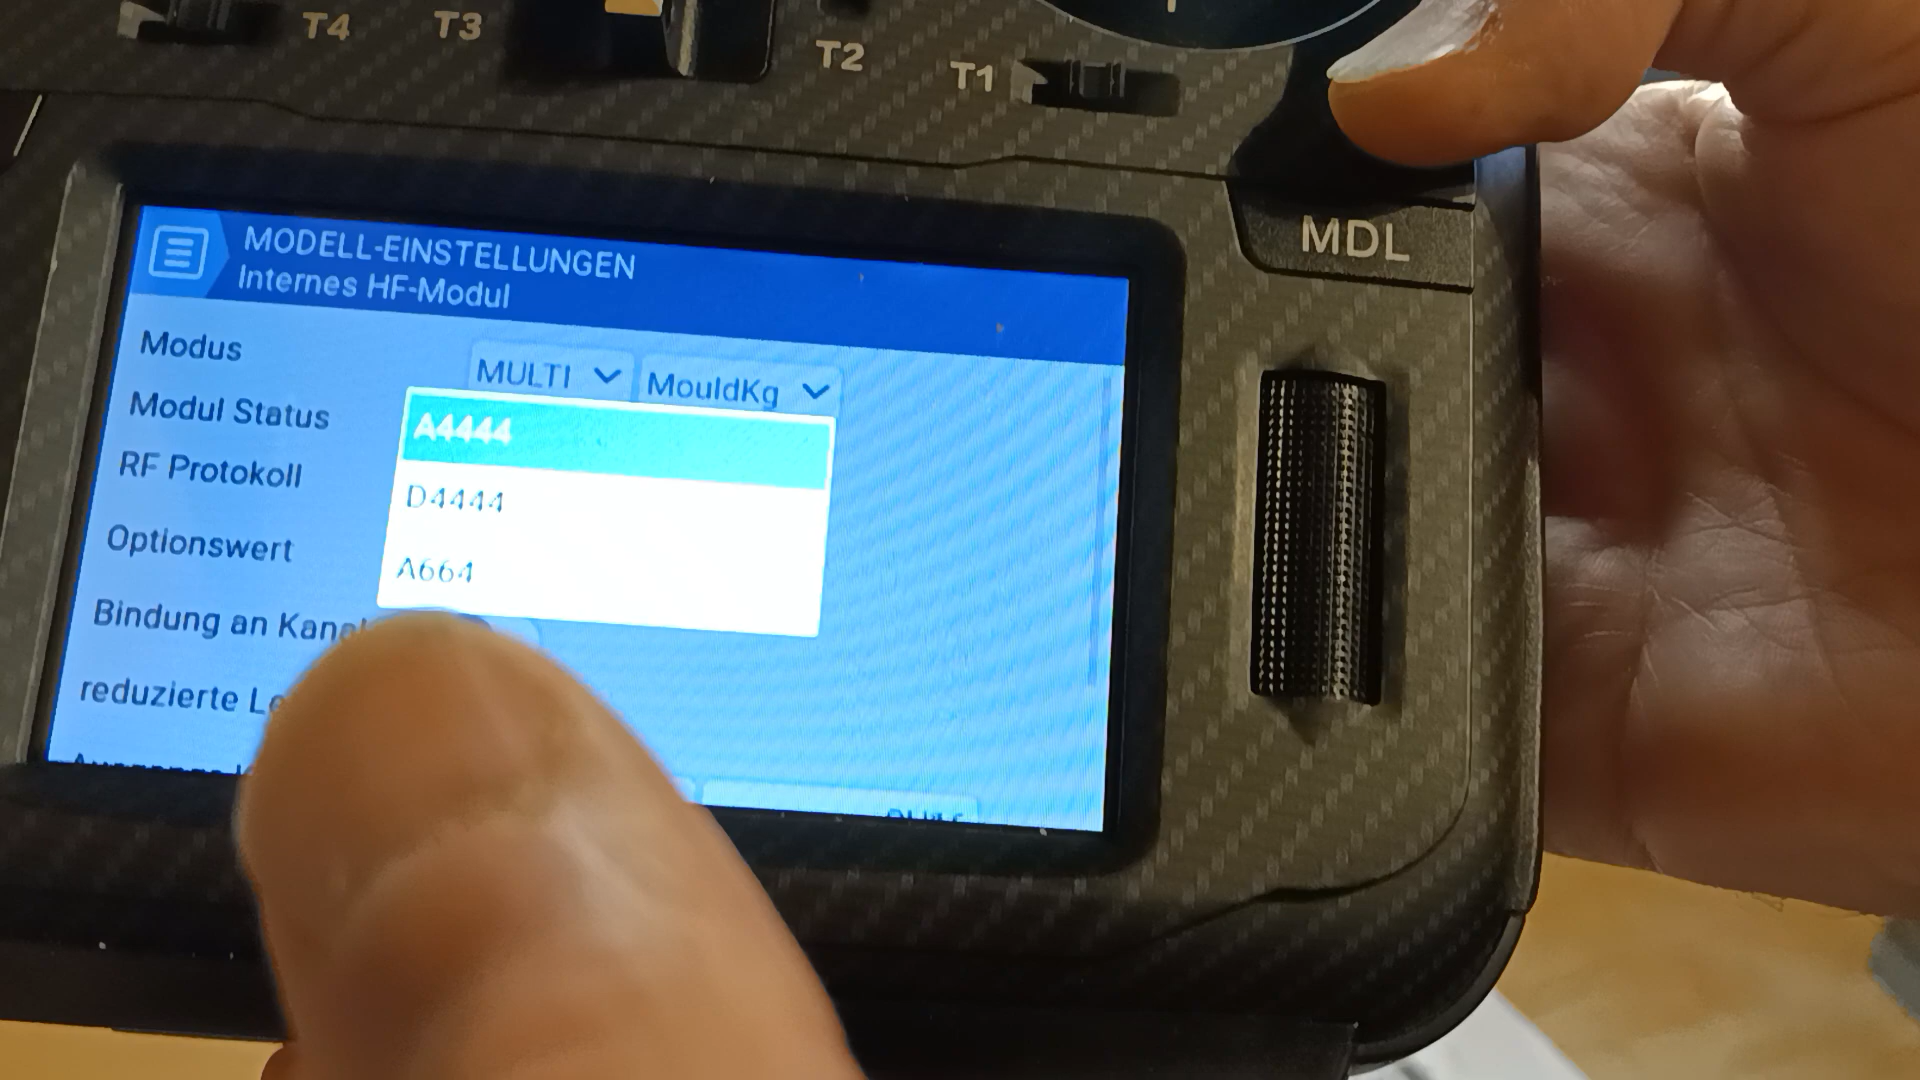 T4 T3 T2 T1
MDL
MODELL-EINSTELLUNGEN
Internes HF-Modul
Modus MULTI MouldKg
Modul Status
RF Protokoll
Optionswert
Bindung an Kanal
reduzierte
A4444
D4444
A664